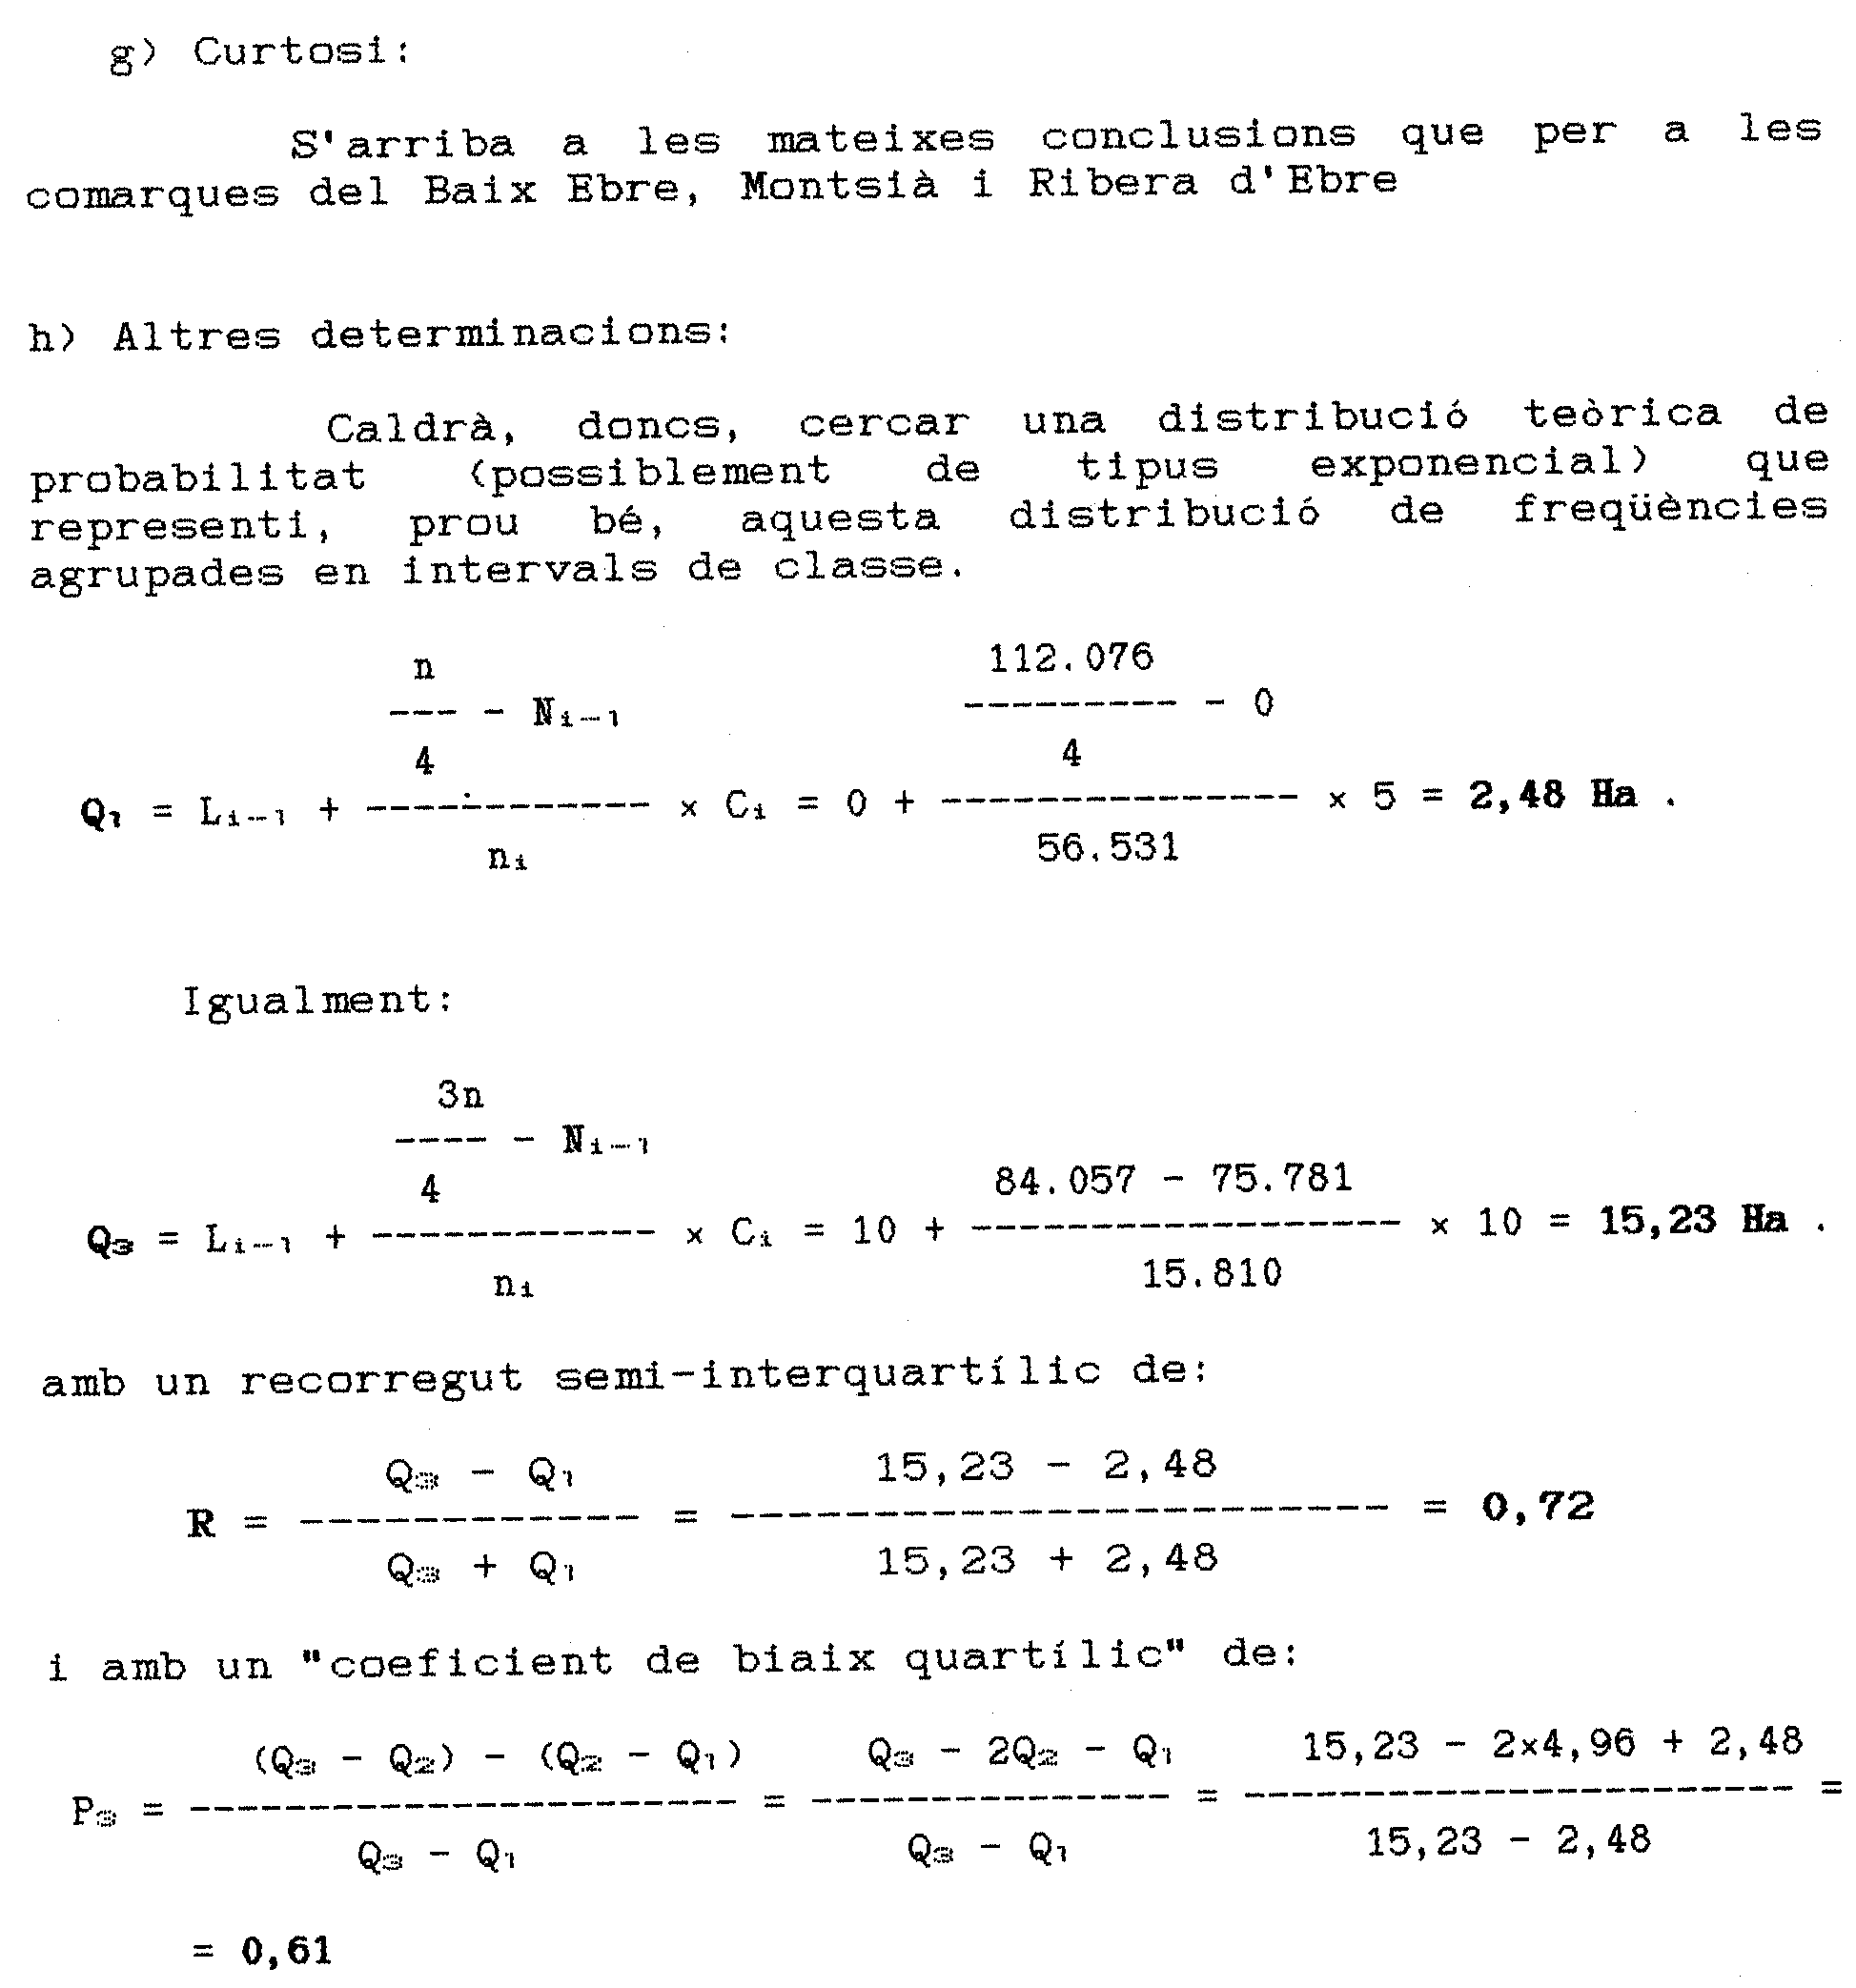 g) Curtosi:
S'arriba a les mateixes conclusions que per a les
comarques del Baix Ebre, Montsià i Ribera d'Ebre
h) Altres determinacions:
Caldrà, doncs, cercar una distribució teòrica de
probabilitat (possiblement de tipus exponencial) que
representi, prou bé, aquesta distribució de freqüències
agrupades en intervals de classe.
n 112.076
--- - Nᵢ₋₁ --------- - 0
4 4
Q₁ = Lᵢ₋₁ + ------------ × Cᵢ = 0 + --------------- × 5 = 2,48 Ha .
nᵢ 56.531
Igualment:
3n
---- - Nᵢ₋₁
4 84.057 - 75.781
Q₃ = Lᵢ₋₁ + ------------ × Cᵢ = 10 + ------------------ × 10 = 15,23 Ha .
nᵢ 15.810
amb un recorregut semi-interquartílic de:
Q₃ - Q₁ 15,23 - 2,48
R = ------------ = ----------------------- = 0,72
Q₃ + Q₁ 15,23 + 2,48
i amb un "coeficient de biaix quartílic" de:
(Q₃ - Q₂) - (Q₂ - Q₁) Q₃ - 2Q₂ - Q₁ 15,23 - 2×4,96 + 2,48
P₃ = ----------------------- = --------------- = ----------------------- =
Q₃ - Q₁ Q₃ - Q₁ 15,23 - 2,48
= 0,61